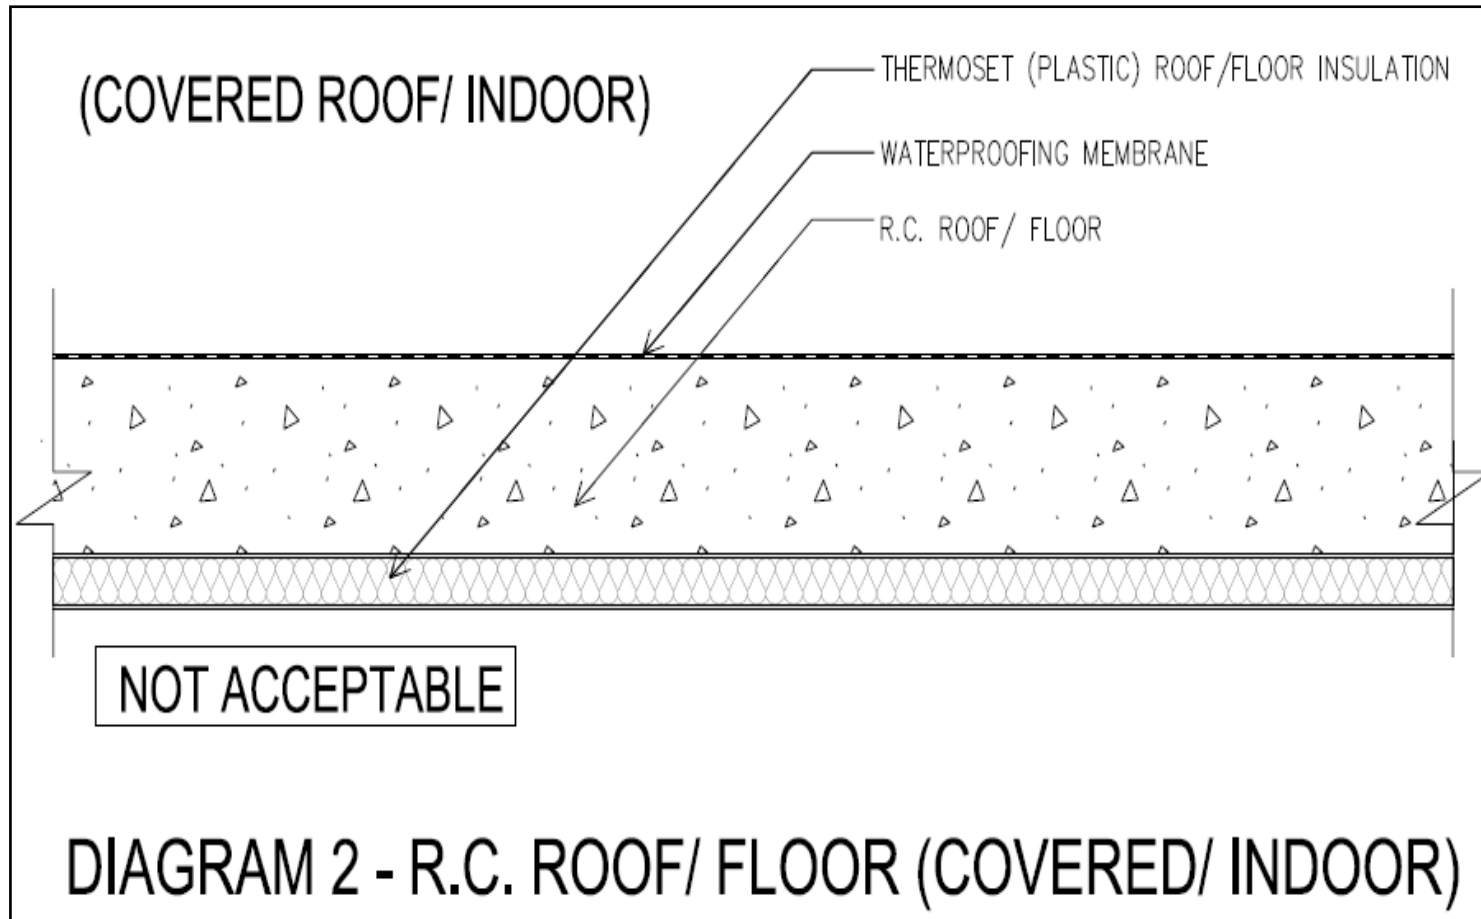 (COVERED ROOF/ INDOOR)
THERMOSET (PLASTIC) ROOF/FLOOR INSULATION
WATERPROOFING MEMBRANE
R.C. ROOF/ FLOOR
NOT ACCEPTABLE
DIAGRAM 2 - R.C. ROOF/ FLOOR (COVERED/ INDOOR)